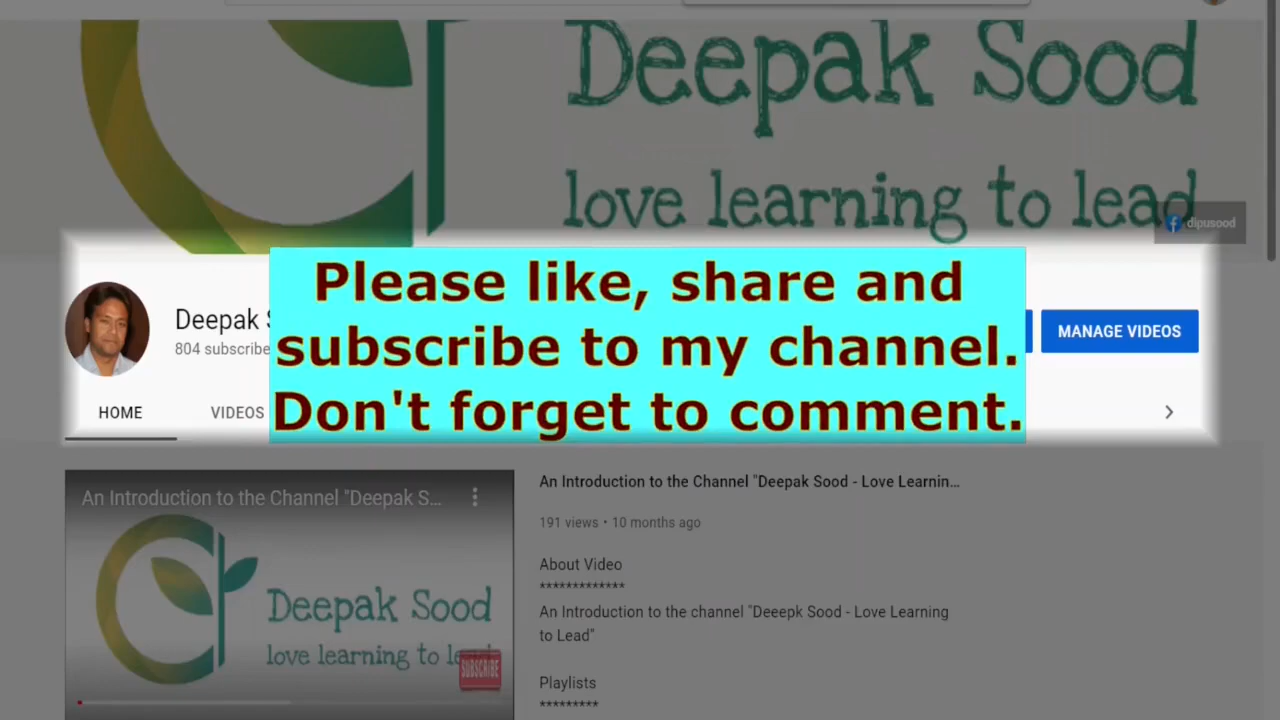 Deepak Sood
love learning to lead
dipusood
Please like, share and
subscribe to my channel.
Don't forget to comment.
Deepak S
804 subscribe
MANAGE VIDEOS
HOME
VIDEOS
An Introduction to the Channel "Deepak S...
Deepak Sood
love learning to lead
SUBSCRIBE
An Introduction to the Channel "Deepak Sood - Love Learnin...
191 views • 10 months ago
About Video
*************
An Introduction to the channel "Deeepk Sood - Love Learning
to Lead"
Playlists
*********